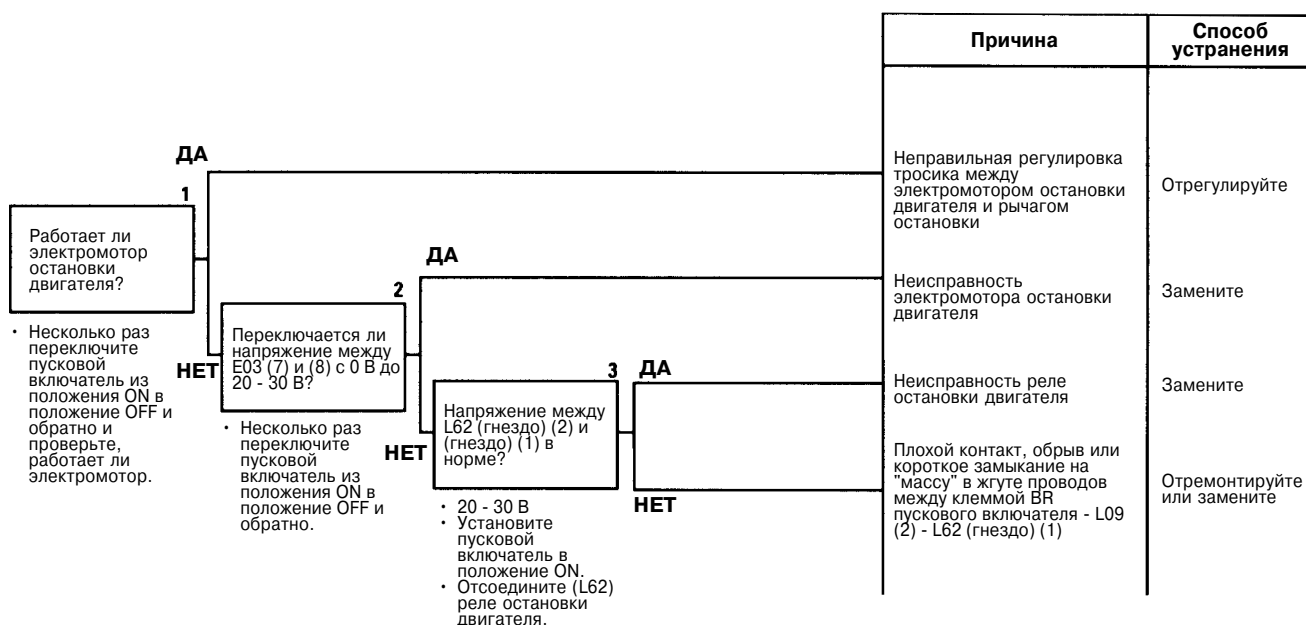 Причина
Способ
устранения
ДА
1
Работает ли
электромотор
остановки
двигателя?
• Несколько раз
переключите
пусковой
включатель из
положение ON в
положение OFF и
обратно и
проверьте,
работает ли
электромотор.
Неправильная регулировка
тросика между
электромотором остановки
двигателя и рычагом
остановки
Отрегулируйте
НЕТ
ДА
2
Переключается ли
напряжение между
E03 (7) и (8) с 0 В до
20 - 30 В?
• Несколько раз
переключите
пусковой
включатель из
положения ON в
положение OFF и
обратно.
Неисправность
электромотора остановки
двигателя
Замените
НЕТ
3
ДА
Напряжение между
L62 (гнездо) (2) и
(гнездо) (1) в
норме?
• 20 - 30 В
• Установите
пусковой
включатель в
положение ON.
• Отсоедините (L62)
реле остановки
двигателя.
Неисправность реле
остановки двигателя
Замените
НЕТ
Плохой контакт, обрыв или
короткое замыкание на
"массу" в жгуте проводов
между клеммой BR
пускового включателя - L09
(2) - L62 (гнездо) (1)
Отремонтируйте
или замените